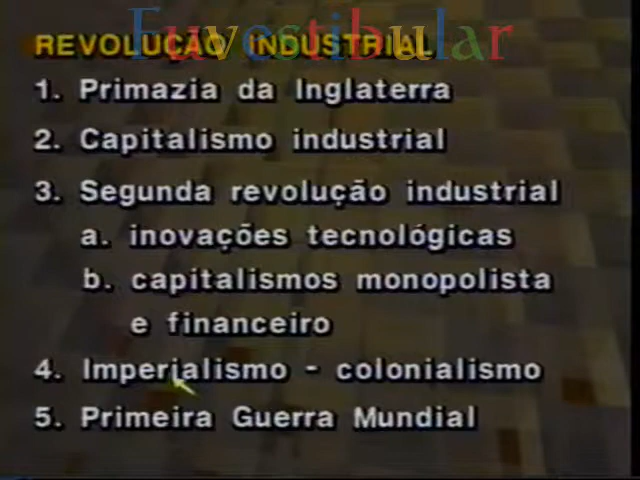 Fuvestibular
REVOLUÇÃO INDUSTRIAL
1. Primazia da Inglaterra
2. Capitalismo industrial
3. Segunda revolução industrial
a. inovações tecnológicas
b. capitalismos monopolista
e financeiro
4. Imperialismo - colonialismo
5. Primeira Guerra Mundial